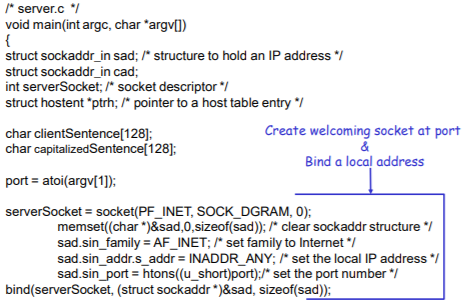 /* server.c */
void main(int argc, char *argv[])
{
struct sockaddr_in sad; /* structure to hold an IP address */
struct sockaddr_in cad;
int serverSocket; /* socket descriptor */
struct hostent *ptrh; /* pointer to a host table entry */
char clientSentence[128];
char capitalizedSentence[128];
Create welcoming socket at port
&
Bind a local address
port = atoi(argv[1]);
serverSocket = socket(PF_INET, SOCK_DGRAM, 0);
memset((char *)&sad,0,sizeof(sad)); /* clear sockaddr structure */
sad.sin_family = AF_INET; /* set family to Internet */
sad.sin_addr.s_addr = INADDR_ANY; /* set the local IP address */
sad.sin_port = htons((u_short)port);/* set the port number */
bind(serverSocket, (struct sockaddr *)&sad, sizeof(sad));